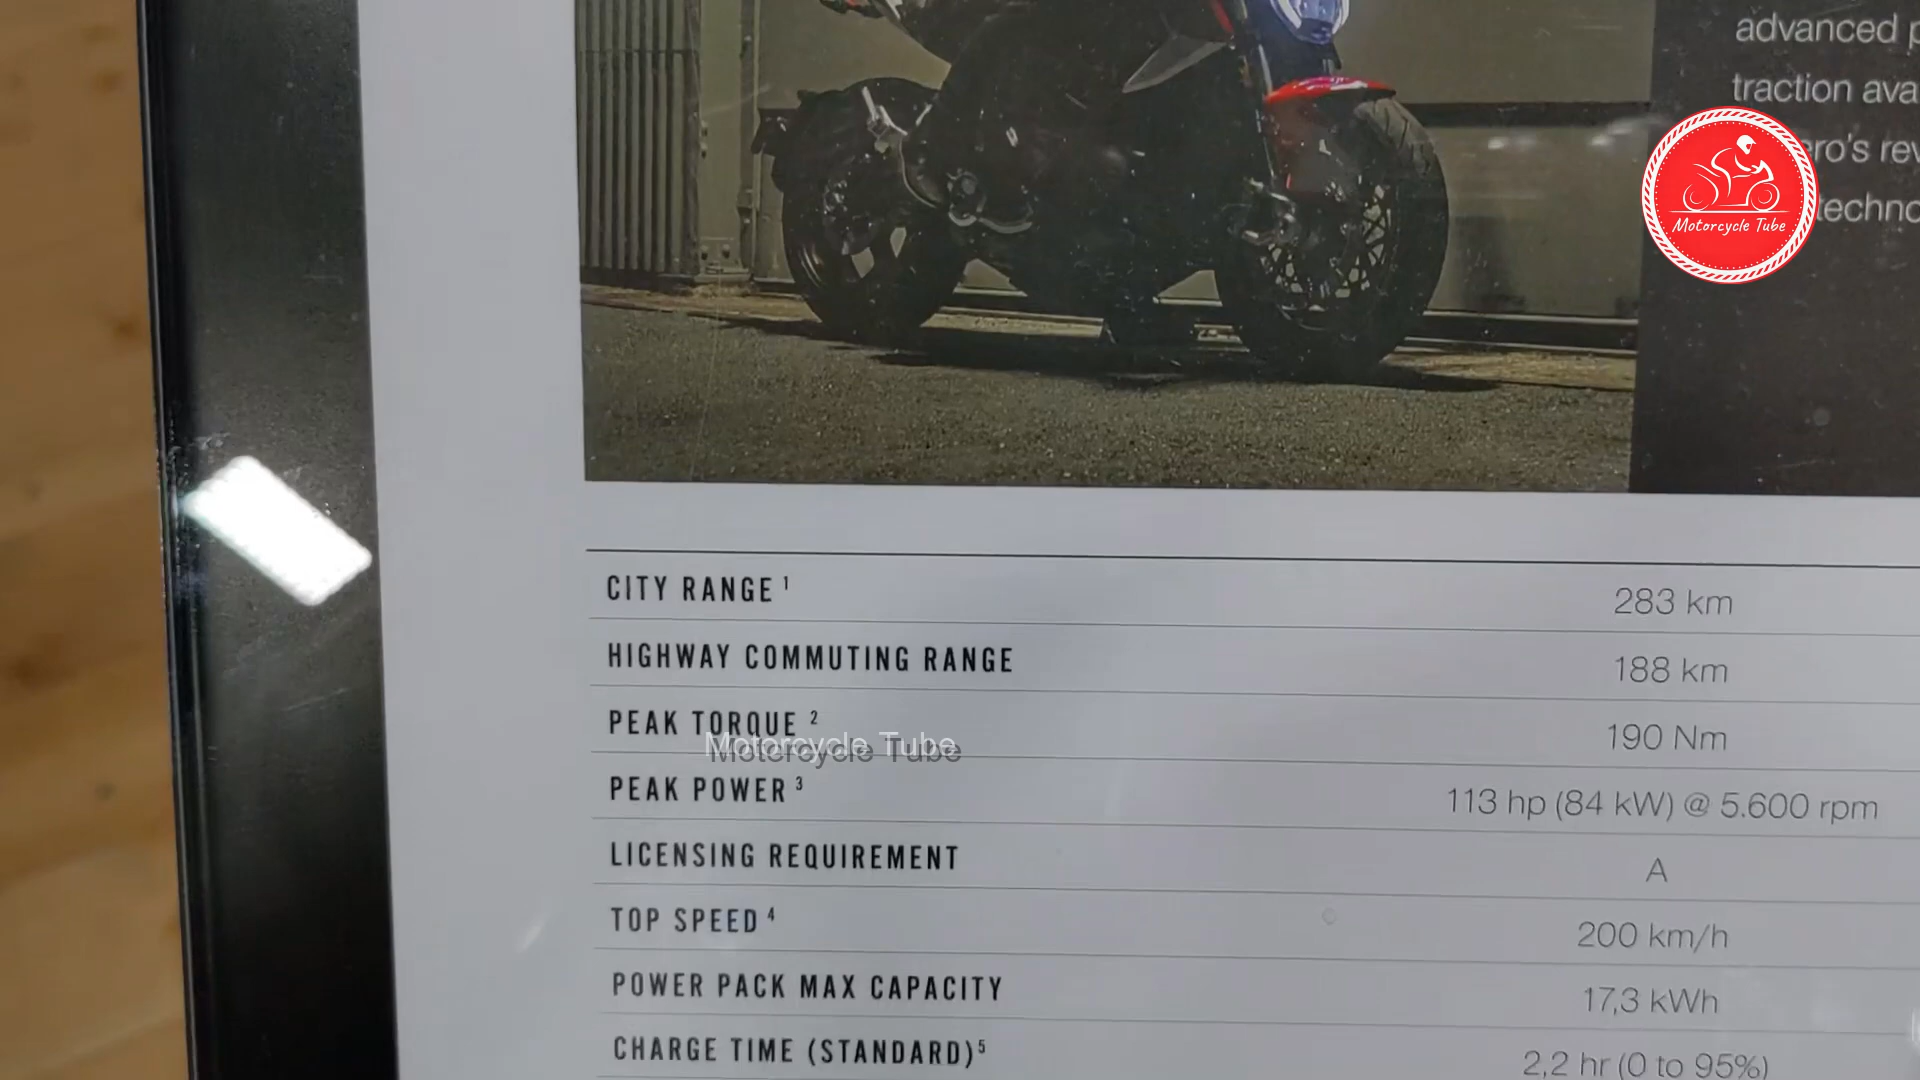 advanced
traction
ero's
techno
Motorcycle Tube
CITY RANGE ¹ 283 km
HIGHWAY COMMUTING RANGE 188 km
PEAK TORQUE ² 190 Nm
Motorcycle Tube
PEAK POWER ³ 113 hp (84 kW) @ 5.600 rpm
LICENSING REQUIREMENT A
TOP SPEED ⁴ 200 km/h
POWER PACK MAX CAPACITY 17,3 kWh
CHARGE TIME (STANDARD)⁵ 2,2 hr (0 to 95%)